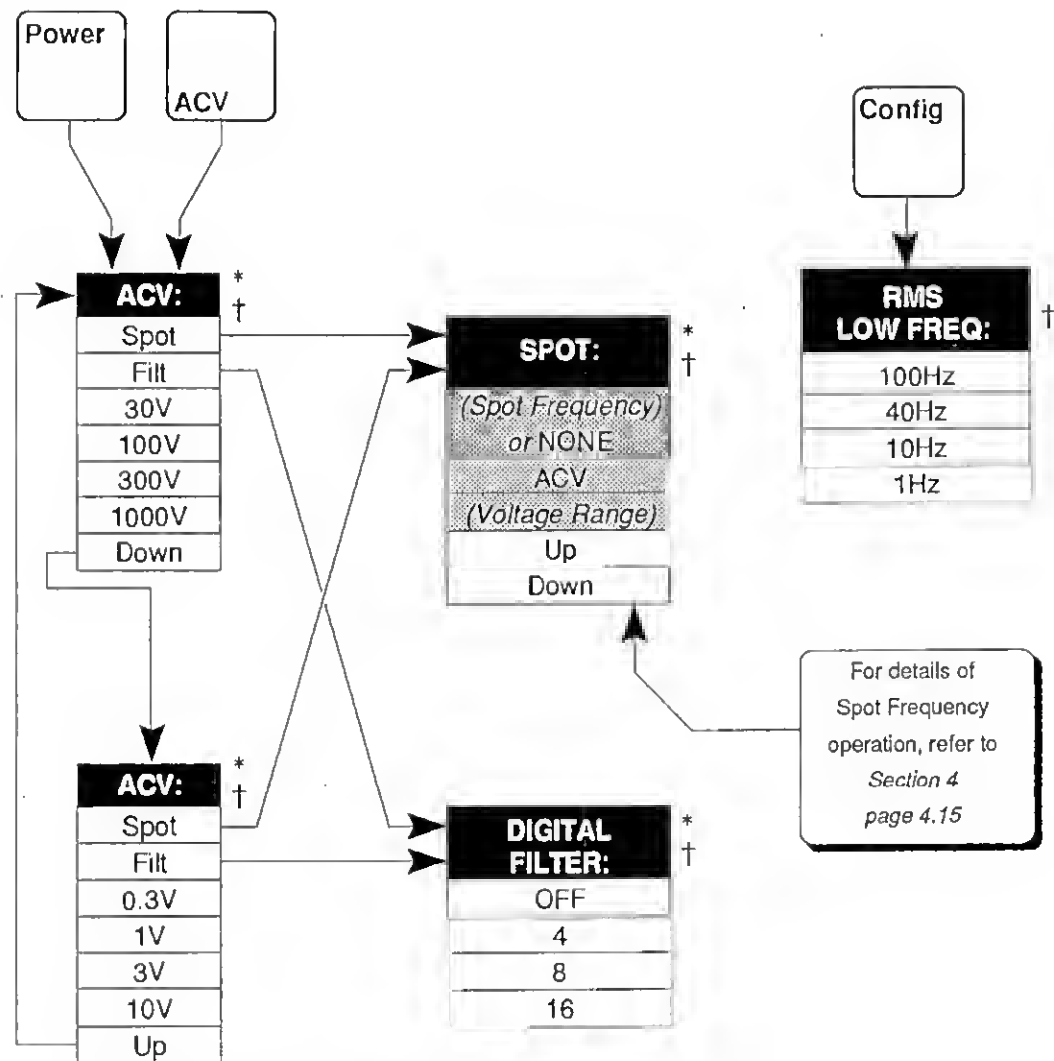 Power
ACV
Config
ACV:
*
†
Spot
Filt
30V
100V
300V
1000V
Down
SPOT:
*
†
(Spot Frequency)
or NONE
ACV
(Voltage Range)
Up
Down
RMS
LOW FREQ:
†
100Hz
40Hz
10Hz
1Hz
For details of
Spot Frequency
operation, refer to
Section 4
page 4.15
ACV:
*
†
Spot
Filt
0.3V
1V
3V
10V
Up
DIGITAL
FILTER:
*
†
OFF
4
8
16